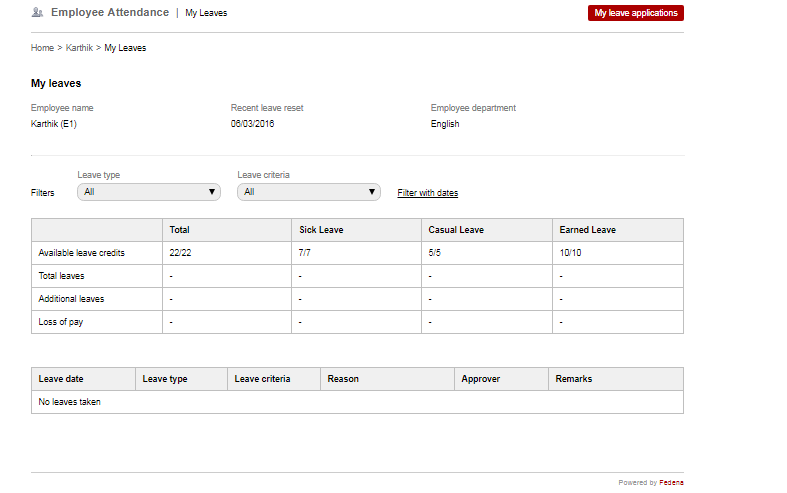 Employee Attendance | My Leaves
My leave applications
Home > Karthik > My Leaves
My leaves
Employee name Recent leave reset Employee department
Karthik (E1) 06/03/2016 English
Leave type Leave criteria
Filters All ▼ All ▼ Filter with dates
Total Sick Leave Casual Leave Earned Leave
Available leave credits 22/22 7/7 5/5 10/10
Total leaves - - - -
Additional leaves - - - -
Loss of pay - - - -
Leave date Leave type Leave criteria Reason Approver Remarks
No leaves taken
Powered by Fedena